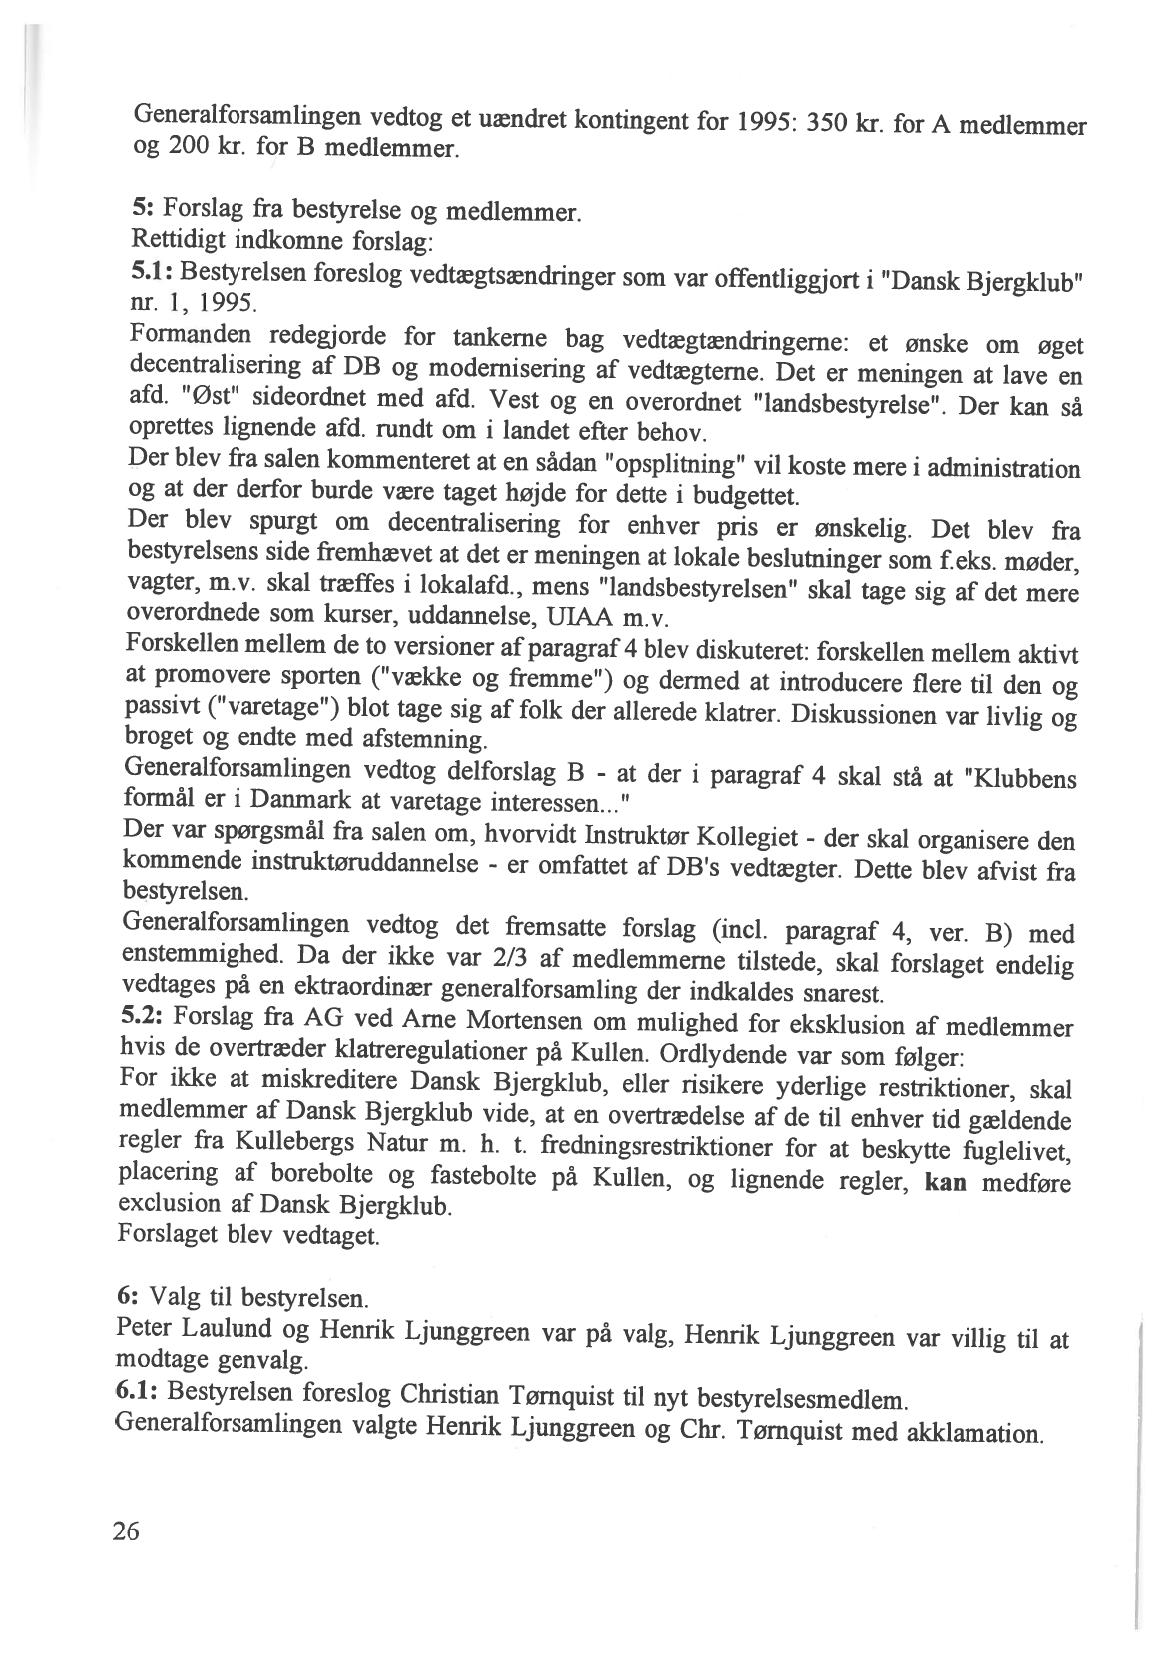 Generalforsamlingen vedtog et uændret kontingent for 1995: 350 kr. for A medlemmer
og 200 kr. for B medlemmer.
5: Forslag fra bestyrelse og medlemmer.
Rettidigt indkomne forslag:
5.1: Bestyrelsen foreslog vedtægtsændringer som var offentliggjort i "Dansk Bjergklub"
nr. 1, 1995.
Formanden redegjorde for tankerne bag vedtægtændringerne: et ønske om øget
decentralisering af DB og modernisering af vedtægterne. Det er meningen at lave en
afd. "Øst" sideordnet med afd. Vest og en overordnet "landsbestyrelse". Der kan så
oprettes lignende afd. rundt om i landet efter behov.
Der blev fra salen kommenteret at en sådan "opsplitning" vil koste mere i administration
og at der derfor burde være taget højde for dette i budgettet.
Der blev spurgt om decentralisering for enhver pris er ønskelig. Det blev fra
bestyrelsens side fremhævet at det er meningen at lokale beslutninger som f.eks. møder,
vagter, m.v. skal træffes i lokalafd., mens "landsbestyrelsen" skal tage sig af det mere
overordnede som kurser, uddannelse, UIAA m.v.
Forskellen mellem de to versioner af paragraf 4 blev diskuteret: forskellen mellem aktivt
at promovere sporten ("vække og fremme") og dermed at introducere flere til den og
passivt ("varetage") blot tage sig af folk der allerede klatrer. Diskussionen var livlig og
broget og endte med afstemning.
Generalforsamlingen vedtog delforslag B - at der i paragraf 4 skal stå at "Klubbens
formål er i Danmark at varetage interessen..."
Der var spørgsmål fra salen om, hvorvidt Instruktør Kollegiet - der skal organisere den
kommende instruktøruddannelse - er omfattet af DB's vedtægter. Dette blev afvist fra
bestyrelsen.
Generalforsamlingen vedtog det fremsatte forslag (incl. paragraf 4, ver. B) med
enstemmighed. Da der ikke var 2/3 af medlemmerne tilstede, skal forslaget endelig
vedtages på en ektraordinær generalforsamling der indkaldes snarest.
5.2: Forslag fra AG ved Arne Mortensen om mulighed for eksklusion af medlemmer
hvis de overtræder klatreregulationer på Kullen. Ordlydende var som følger:
For ikke at miskreditere Dansk Bjergklub, eller risikere yderlige restriktioner, skal
medlemmer af Dansk Bjergklub vide, at en overtrædelse af de til enhver tid gældende
regler fra Kullebergs Natur m. h. t. fredningsrestriktioner for at beskytte fuglelivet,
placering af borebolte og fastebolte på Kullen, og lignende regler, kan medføre
exclusion af Dansk Bjergklub.
Forslaget blev vedtaget.
6: Valg til bestyrelsen.
Peter Laulund og Henrik Ljunggreen var på valg, Henrik Ljunggreen var villig til at
modtage genvalg.
6.1: Bestyrelsen foreslog Christian Tørnquist til nyt bestyrelsesmedlem.
Generalforsamlingen valgte Henrik Ljunggreen og Chr. Tørnquist med akklamation.
26